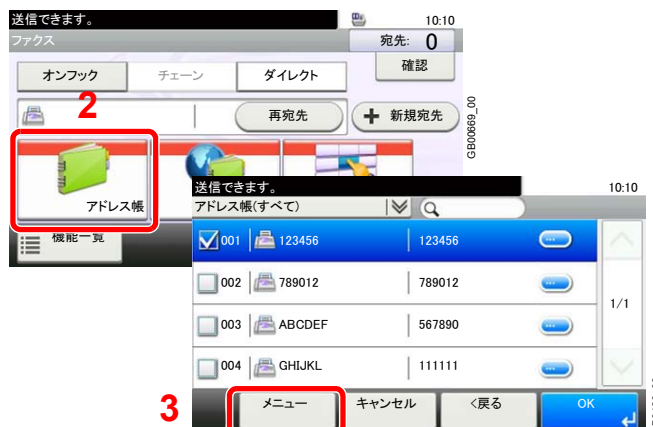 送信できます。 10:10
ファクス 宛先: 0
オンフック チェーン ダイレクト 確認
2 再宛先 + 新規宛先
GB00669_00
アドレス帳
機能一覧
送信できます。 10:10
アドレス帳(すべて)
001 123456 123456
002 789012 789012
1/1
003 ABCDEF 567890
004 GHIJKL 111111
3 メニュー キャンセル <戻る OK